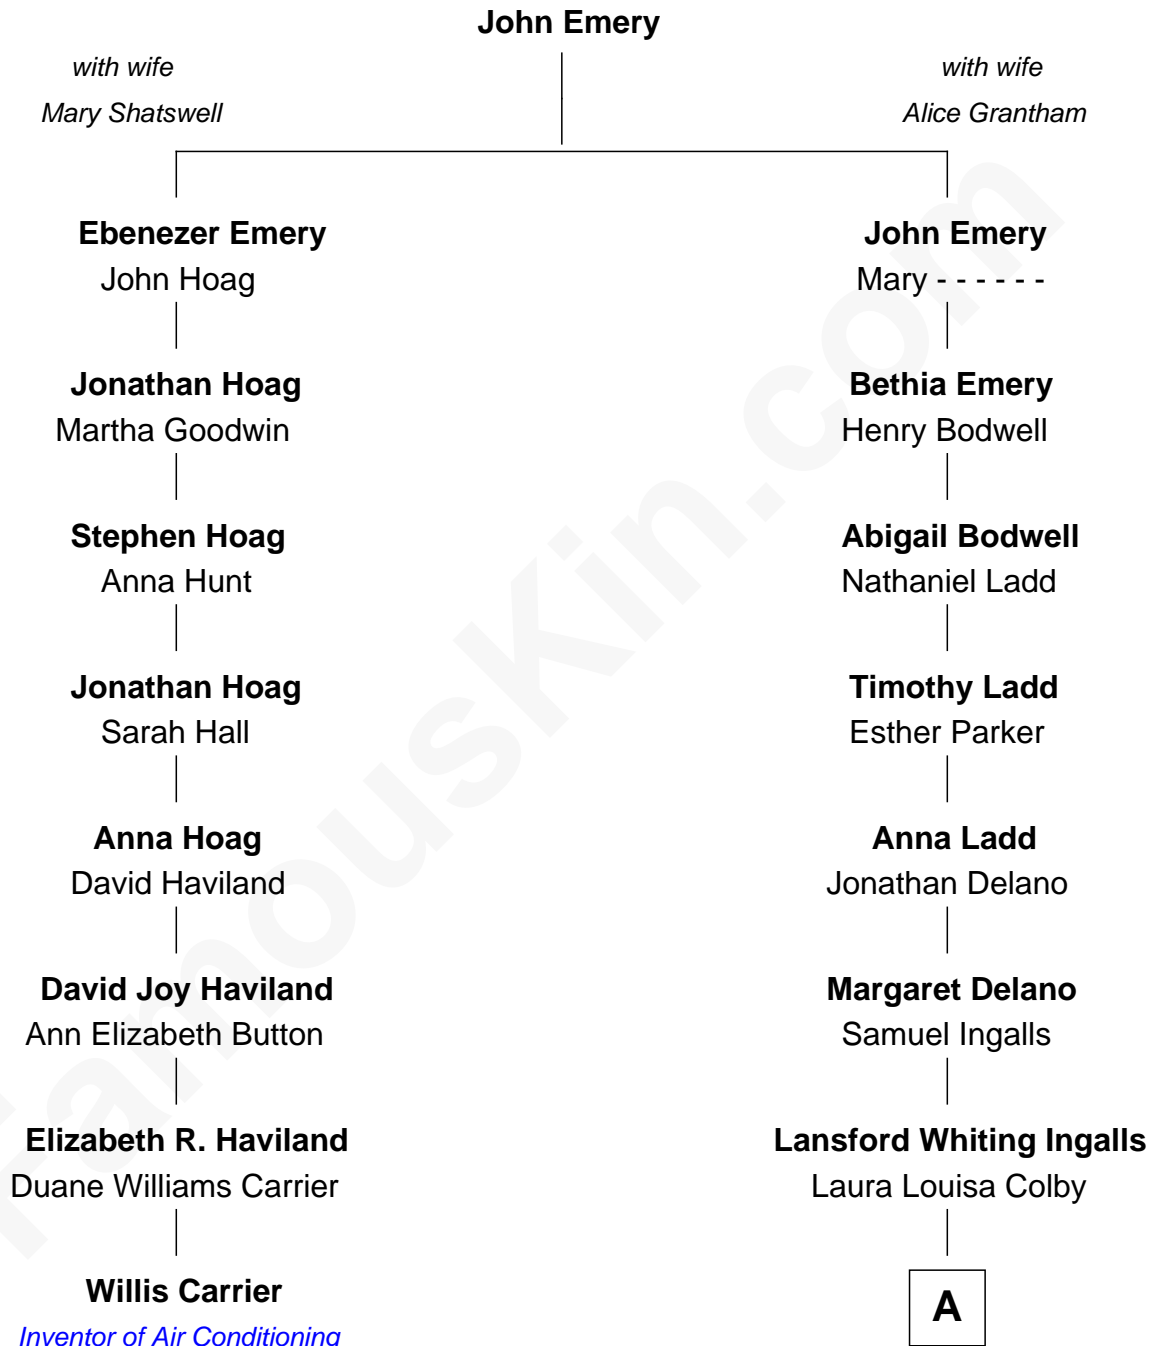 John Emery
with wife
Mary Shatswell
with wife
Alice Grantham
Ebenezer Emery
John Hoag
John Emery
Mary - - - - - -
Jonathan Hoag
Martha Goodwin
Bethia Emery
Henry Bodwell
Stephen Hoag
Anna Hunt
Abigail Bodwell
Nathaniel Ladd
Jonathan Hoag
Sarah Hall
Timothy Ladd
Esther Parker
Anna Hoag
David Haviland
Anna Ladd
Jonathan Delano
David Joy Haviland
Ann Elizabeth Button
Margaret Delano
Samuel Ingalls
Elizabeth R. Haviland
Duane Williams Carrier
Lansford Whiting Ingalls
Laura Louisa Colby
Willis Carrier
Inventor of Air Conditioning
A
FamousKin.com